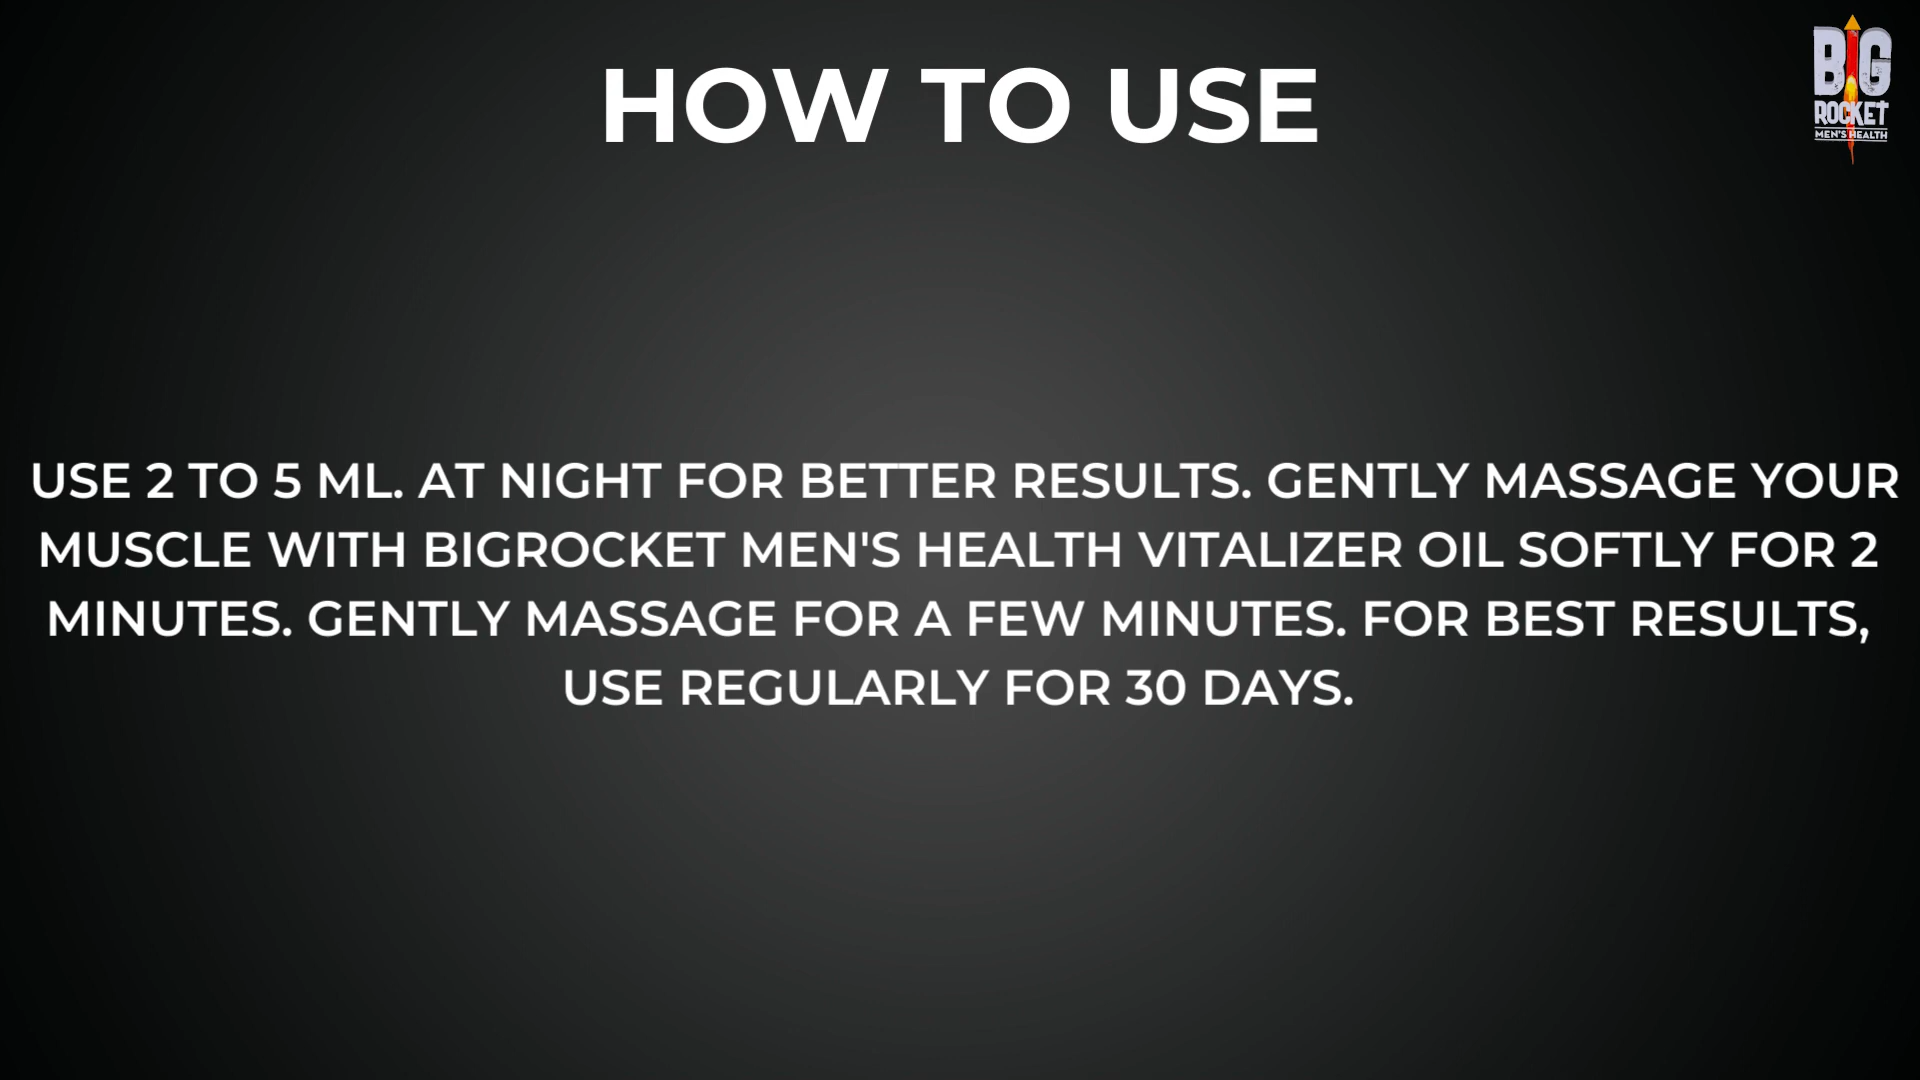 HOW TO USE
BIG
ROCKET
MEN'S HEALTH
USE 2 TO 5 ML. AT NIGHT FOR BETTER RESULTS. GENTLY MASSAGE YOUR
MUSCLE WITH BIGROCKET MEN'S HEALTH VITALIZER OIL SOFTLY FOR 2
MINUTES. GENTLY MASSAGE FOR A FEW MINUTES. FOR BEST RESULTS,
USE REGULARLY FOR 30 DAYS.